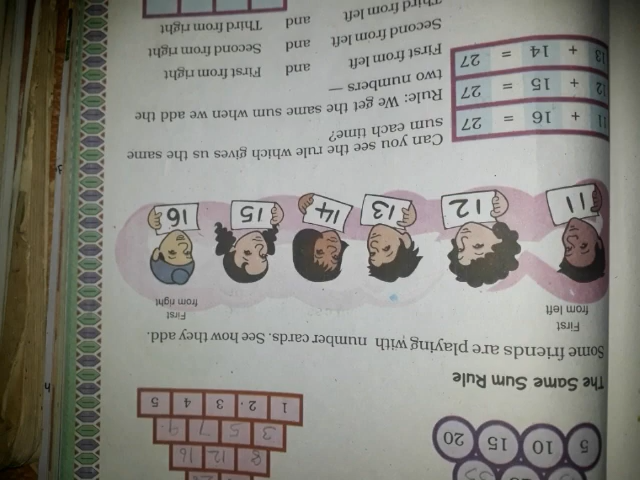 8 12 16
3 5 7 9
5 10 15 20
1 2 3 4 5
The Same Sum Rule
Some friends are playing with number cards. See how they add.
First
from left
First
from right
11 12 13 14 15 16
Can you see the rule which gives us the same
sum each time?
11 + 16 = 27
Rule: We get the same sum when we add the
two numbers —
12 + 15 = 27
First from left and First from right
13 + 14 = 27
Second from left and Second from right
Third from left and Third from right